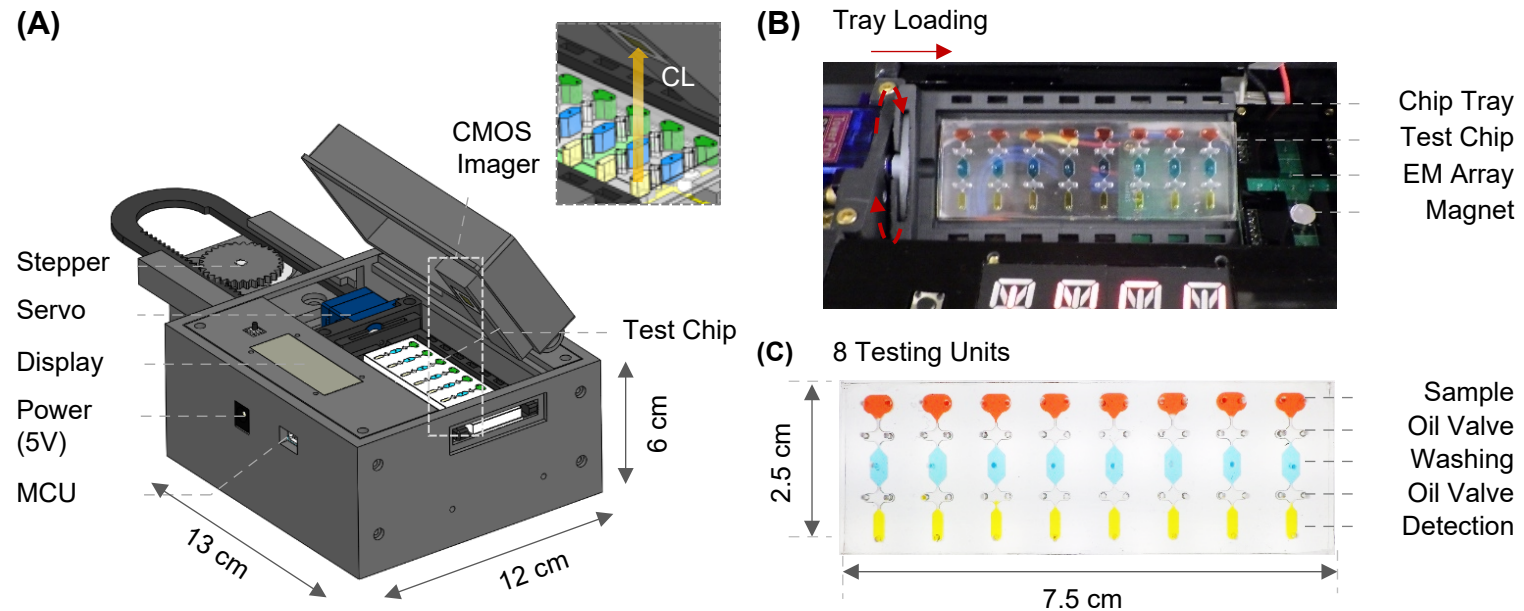 (A)
CL
CMOS
Imager
Stepper
Servo
Display
Power
(5V)
MCU
Test Chip
6 cm
13 cm
12 cm
(B)
Tray Loading
Chip Tray
Test Chip
EM Array
Magnet
(C)
8 Testing Units
Sample
Oil Valve
Washing
Oil Valve
Detection
2.5 cm
7.5 cm